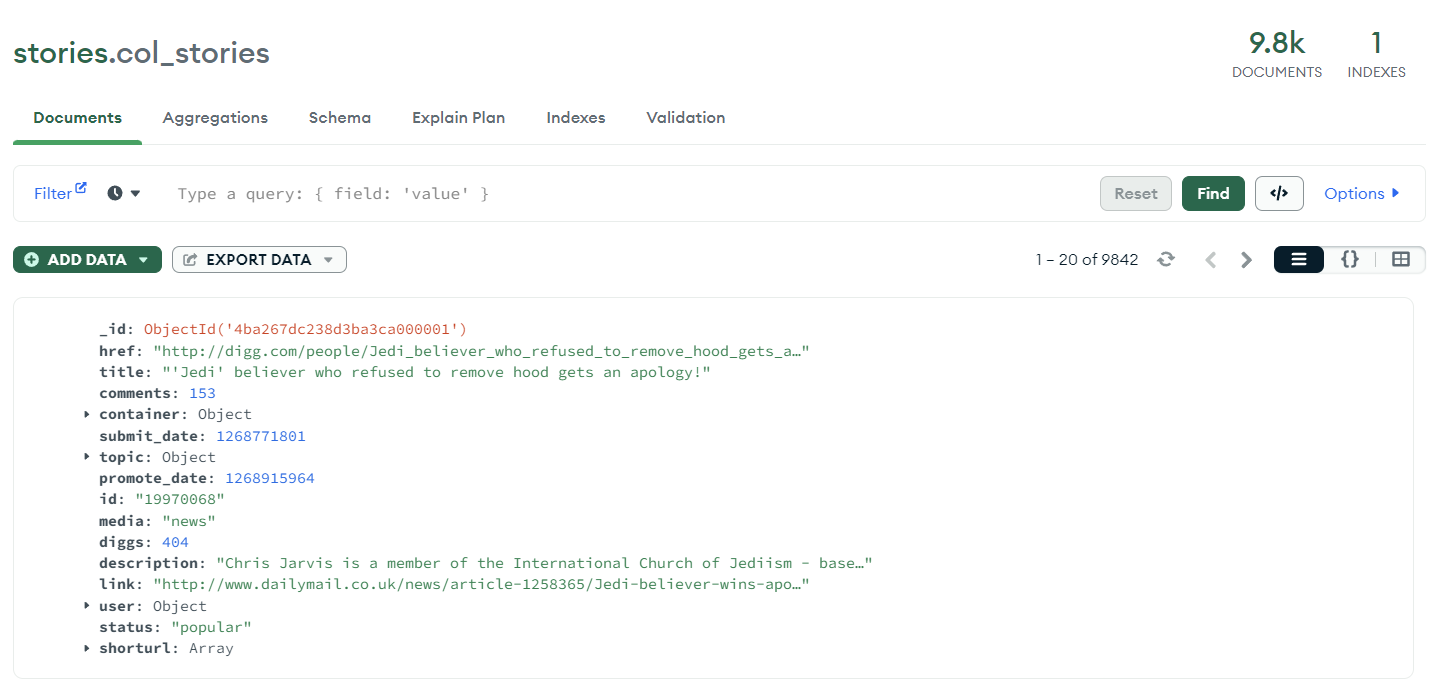 stories.col_stories
9.8k 1
DOCUMENTS INDEXES
Documents Aggregations Schema Explain Plan Indexes Validation
Filter Type a query: { field: 'value' } Reset Find </> Options
ADD DATA EXPORT DATA 1 – 20 of 9842 {}
_id: ObjectId('4ba267dc238d3ba3ca000001')
href: "http://digg.com/people/Jedi_believer_who_refused_to_remove_hood_gets_a…"
title: "'Jedi' believer who refused to remove hood gets an apology!"
comments: 153
container: Object
submit_date: 1268771801
topic: Object
promote_date: 1268915964
id: "19970068"
media: "news"
diggs: 404
description: "Chris Jarvis is a member of the International Church of Jediism - base…"
link: "http://www.dailymail.co.uk/news/article-1258365/Jedi-believer-wins-apo…"
user: Object
status: "popular"
shorturl: Array